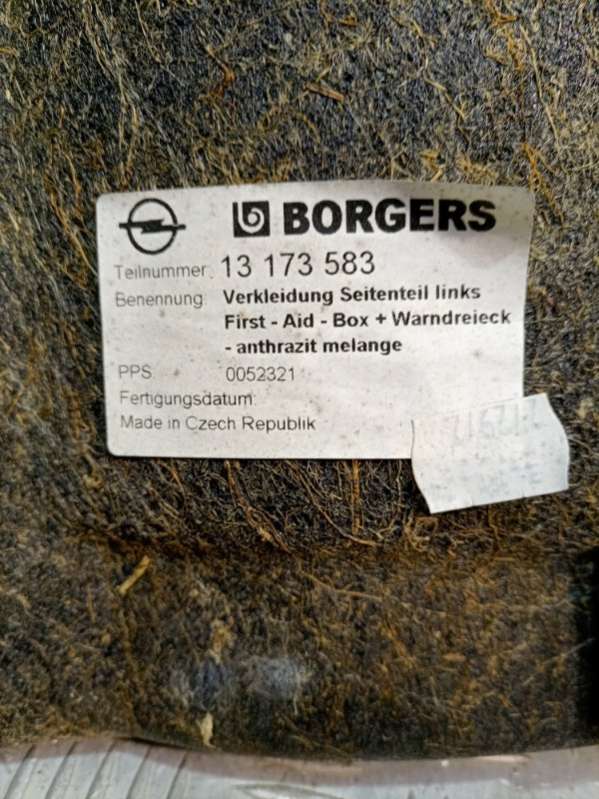 BORGERS
Teilnummer: 13 173 583
Benennung: Verkleidung Seitenteil links
First - Aid - Box + Warndreieck
- anthrazit melange
PPS 0052321
Fertigungsdatum:
Made in Czech Republik